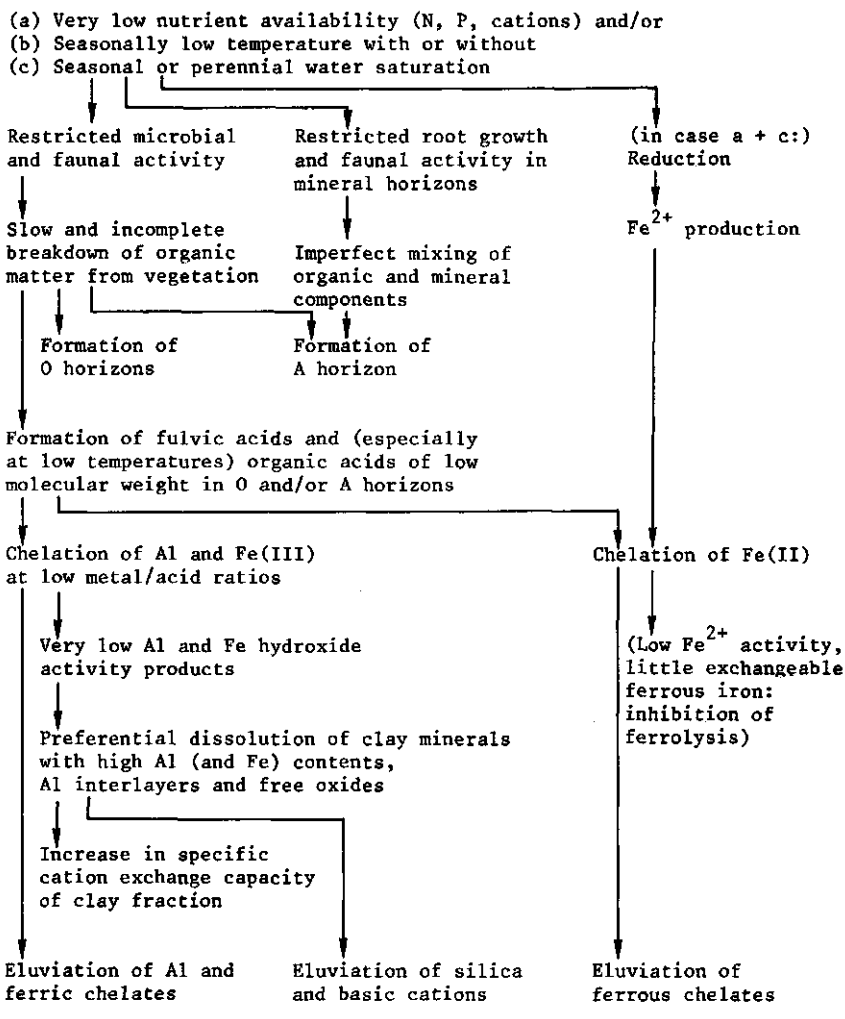 (a) Very low nutrient availability (N, P, cations) and/or
(b) Seasonally low temperature with or without
(c) Seasonal or perennial water saturation
Restricted microbial
and faunal activity
Restricted root growth
and faunal activity in
mineral horizons
(in case a + c:)
Reduction
Slow and incomplete
breakdown of organic
matter from vegetation
Imperfect mixing of
organic and mineral
components
Fe2+ production
Formation of
O horizons
Formation of
A horizon
Formation of fulvic acids and (especially
at low temperatures) organic acids of low
molecular weight in O and/or A horizons
Chelation of Al and Fe(III)
at low metal/acid ratios
Chelation of Fe(II)
Very low Al and Fe hydroxide
activity products
(Low Fe2+ activity,
little exchangeable
ferrous iron:
inhibition of
ferrolysis)
Preferential dissolution of clay minerals
with high Al (and Fe) contents,
Al interlayers and free oxides
Increase in specific
cation exchange capacity
of clay fraction
Eluviation of Al and
ferric chelates
Eluviation of silica
and basic cations
Eluviation of
ferrous chelates